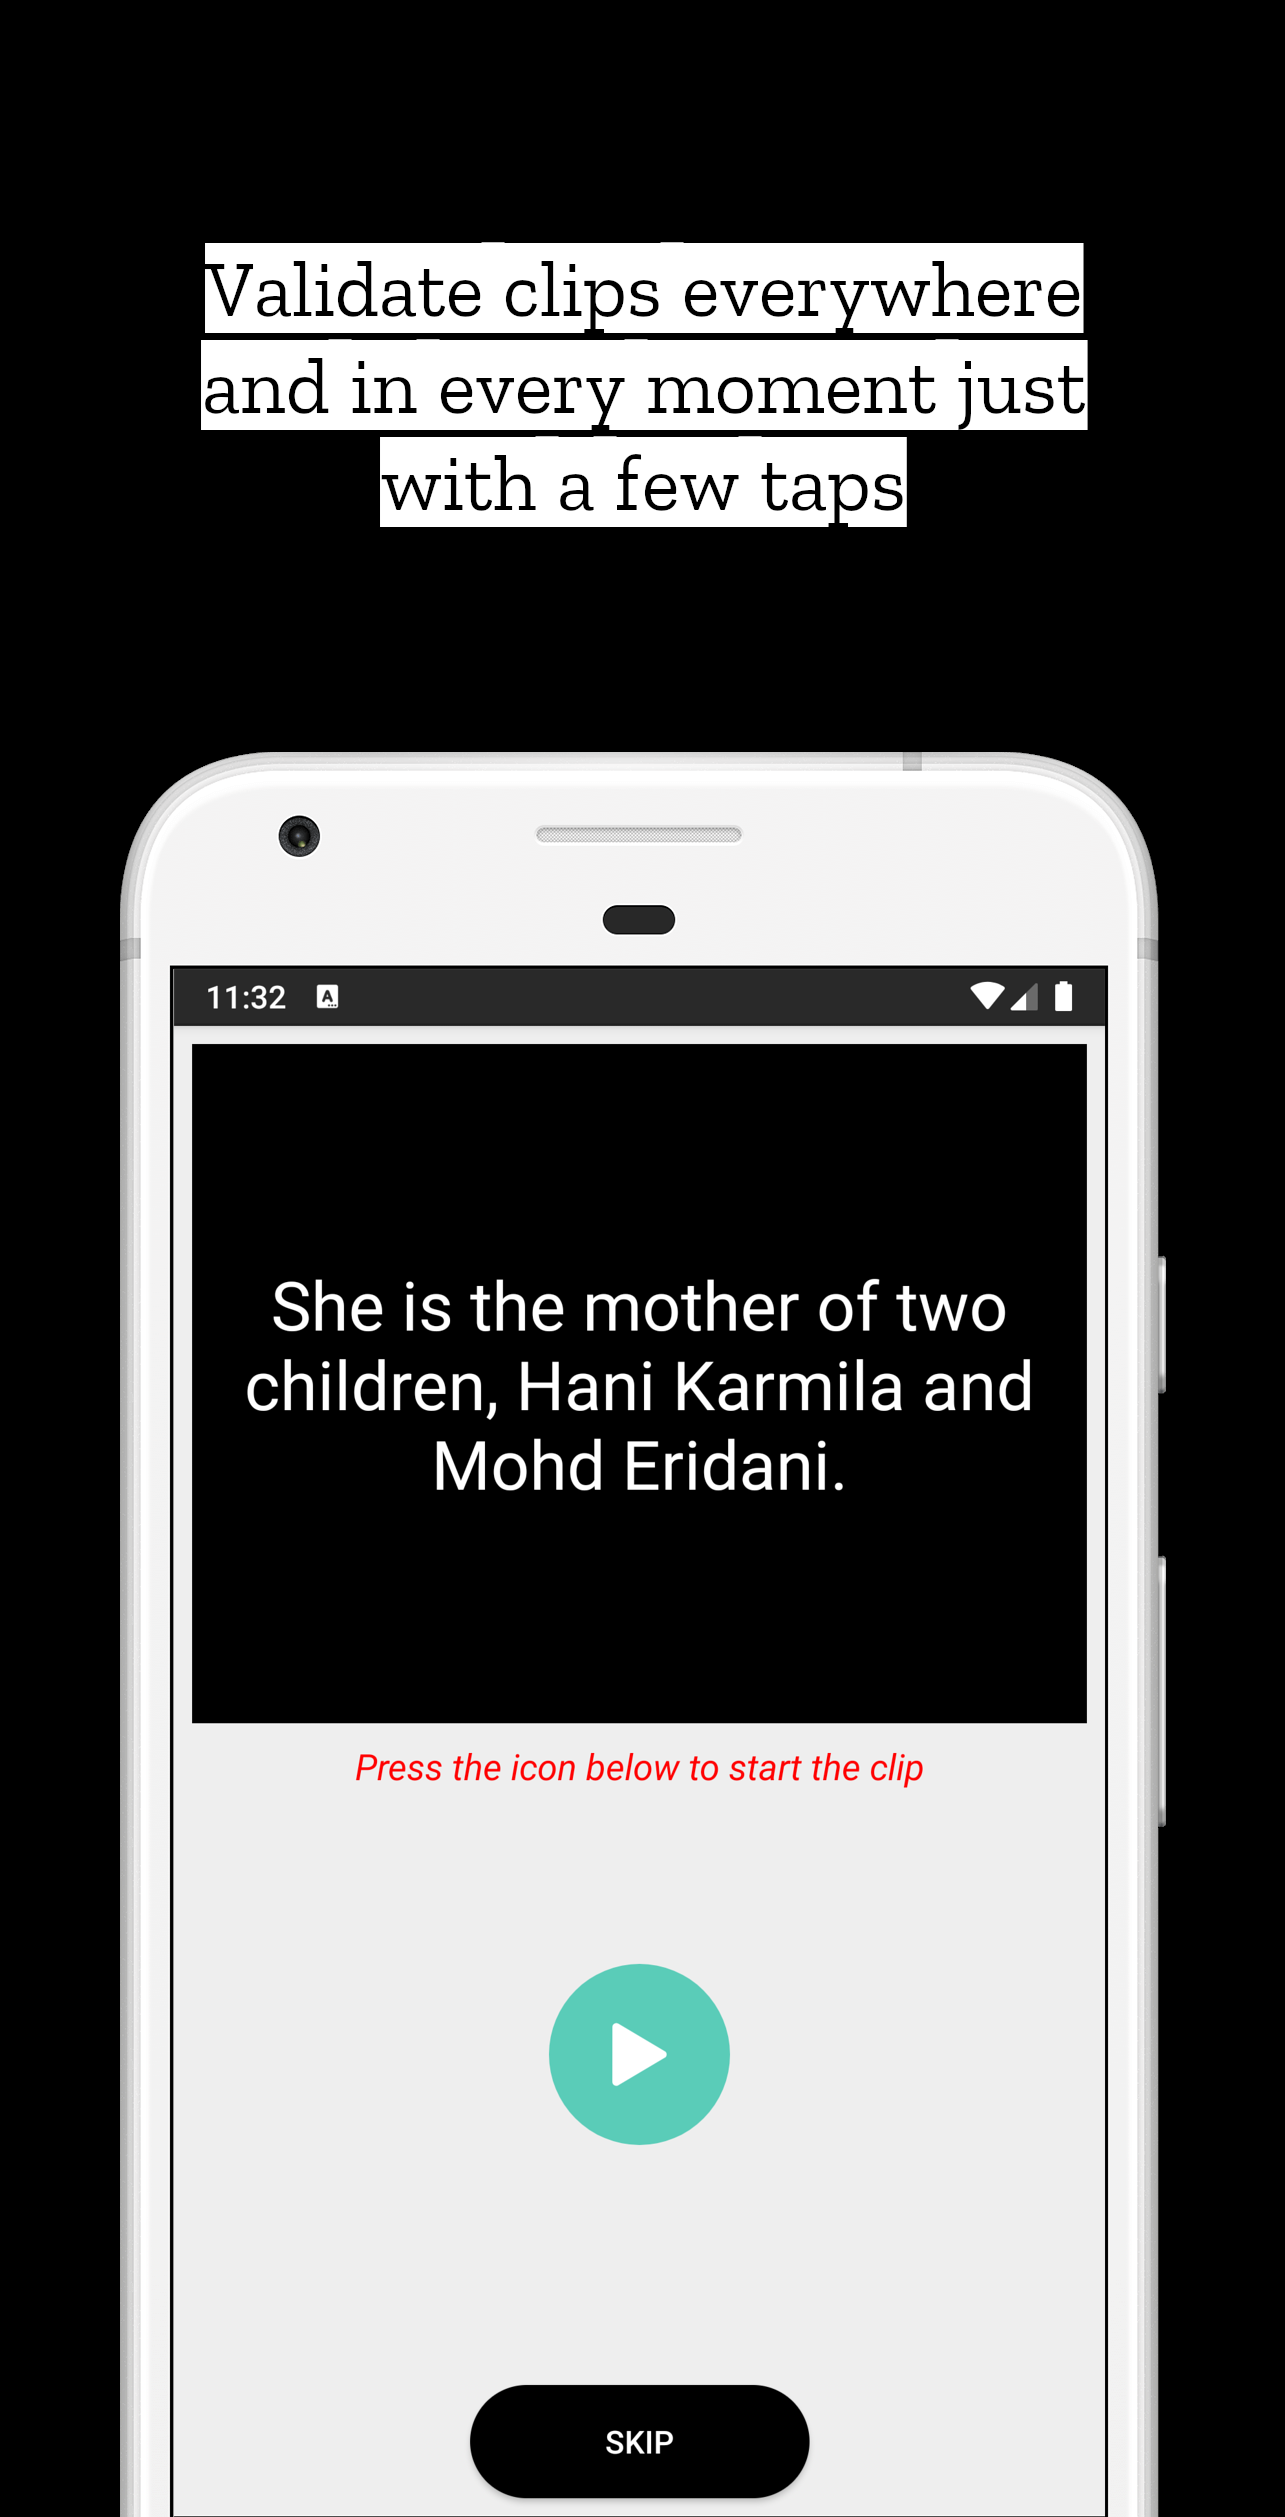 Validate clips everywhere
and in every moment just
with a few taps
11:32
She is the mother of two
children, Hani Karmila and
Mohd Eridani.
Press the icon below to start the clip
SKIP